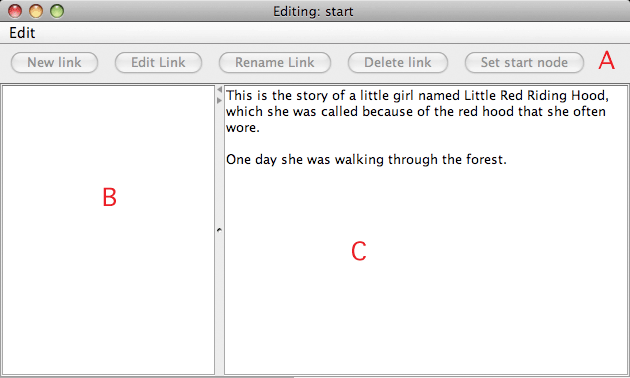 Editing: start
Edit
New link Edit Link Rename Link Delete link Set start node A
This is the story of a little girl named Little Red Riding Hood,
which she was called because of the red hood that she often
wore.
One day she was walking through the forest.
B
C